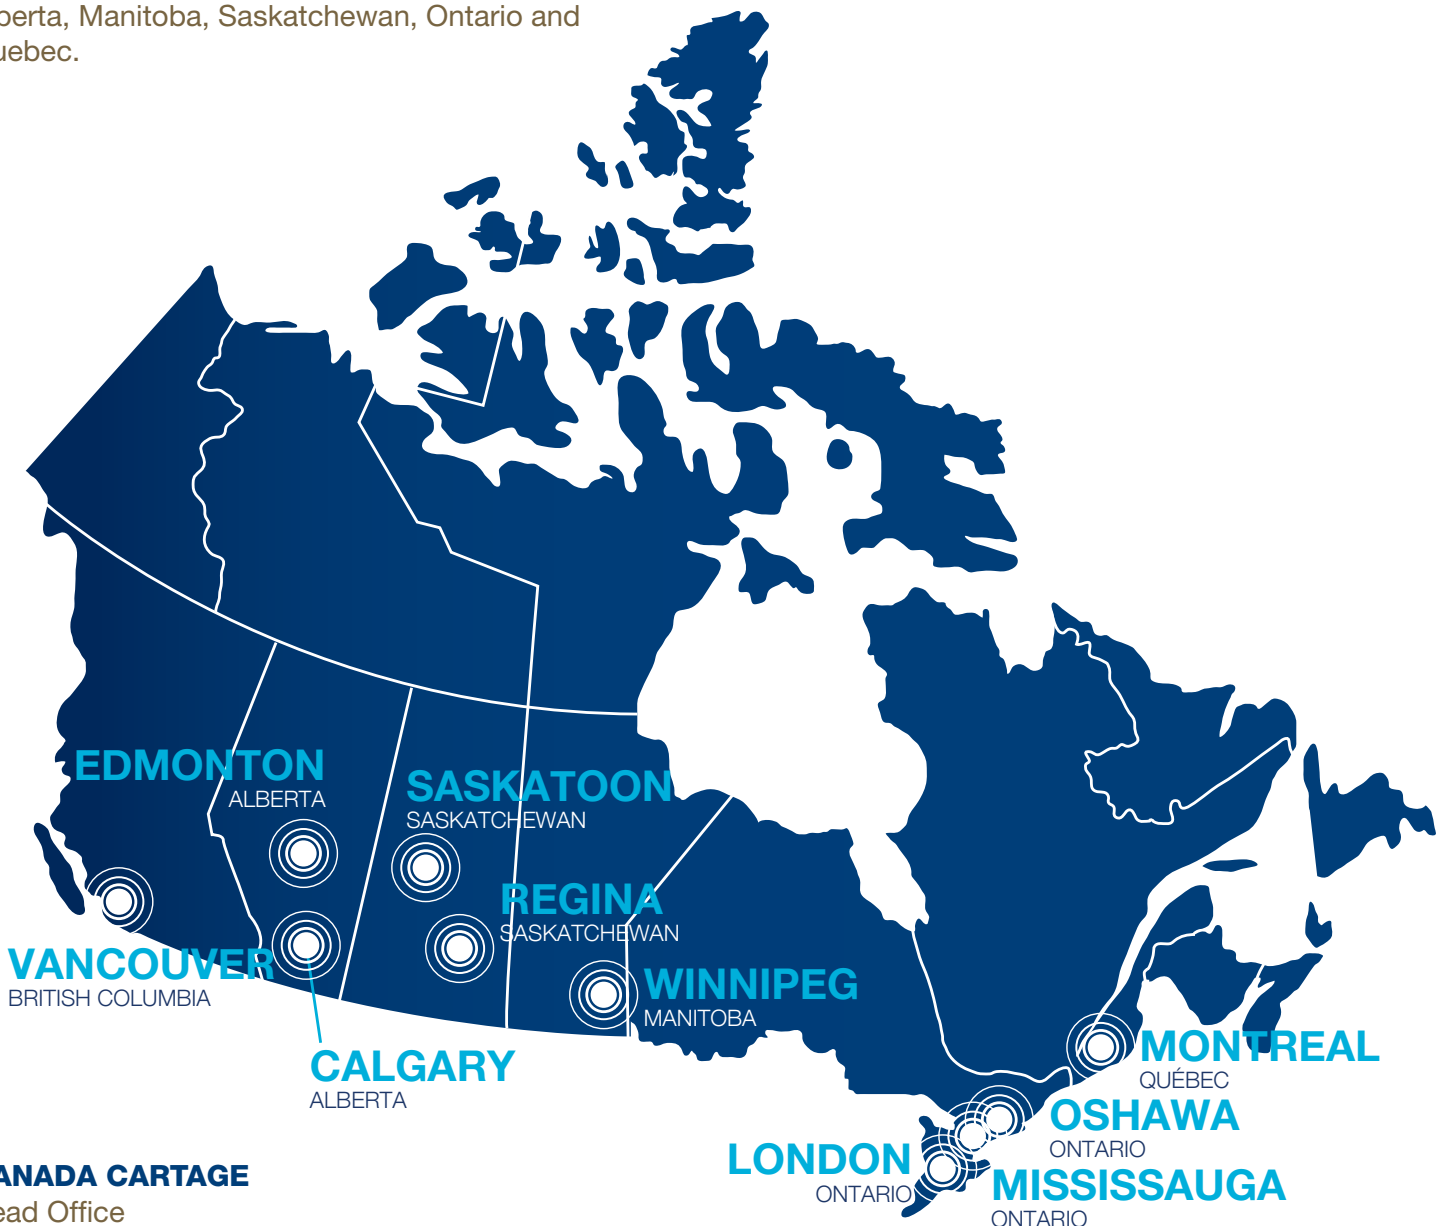 berta, Manitoba, Saskatchewan, Ontario and
uebec.
EDMONTON
ALBERTA
SASKATOON
SASKATCHEWAN
REGINA
SASKATCHEWAN
VANCOUVER
BRITISH COLUMBIA
WINNIPEG
MANITOBA
CALGARY
ALBERTA
MONTREAL
QUÉBEC
OSHAWA
ONTARIO
LONDON
ONTARIO
MISSISSAUGA
ONTARIO
ANADA CARTAGE
ead Office